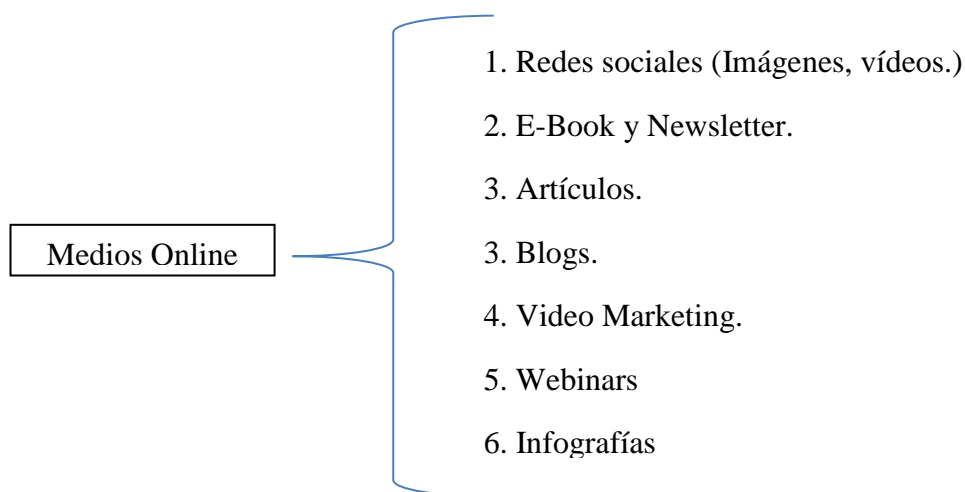 Medios Online
1. Redes sociales (Imágenes, vídeos.)
2. E-Book y Newsletter.
3. Artículos.
3. Blogs.
4. Video Marketing.
5. Webinars
6. Infografías